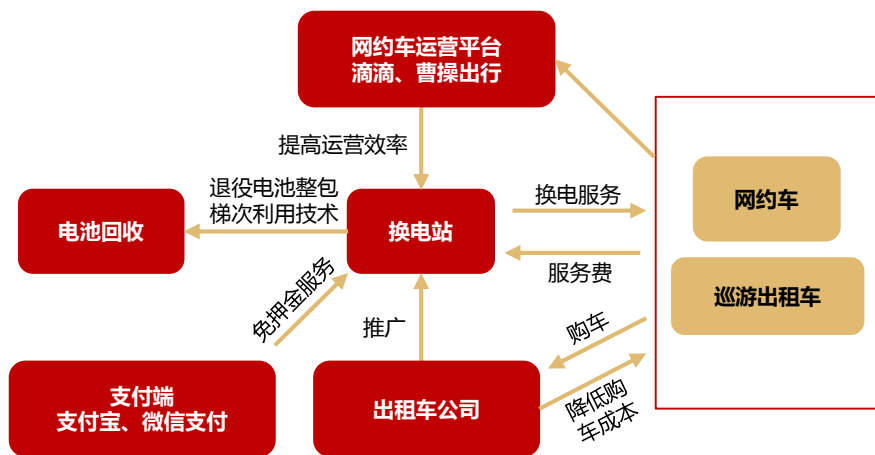 网约车运营平台
滴滴、曹操出行
提高运营效率
退役电池整包
梯次利用技术
换电服务
网约车
电池回收
换电站
服务费
巡游出租车
免押金服务
推广
购车
支付端
支付宝、微信支付
出租车公司
降低购
车成本